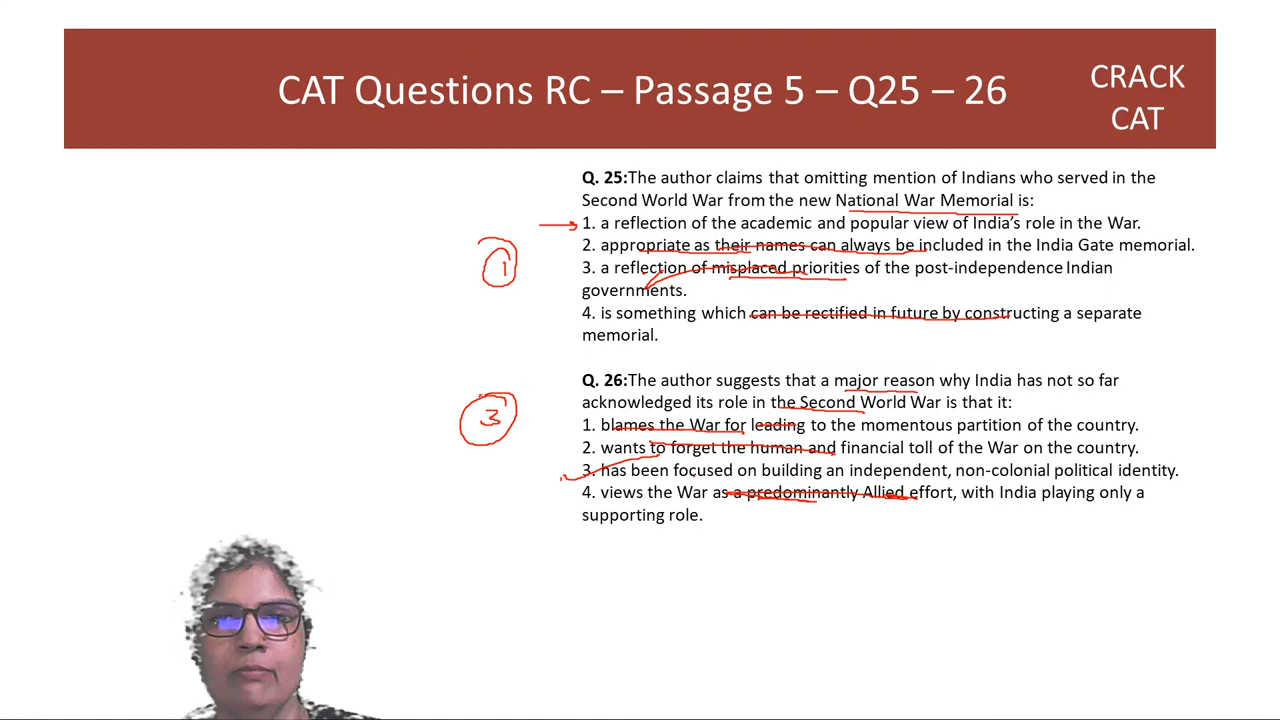 CAT Questions RC – Passage 5 – Q25 – 26
CRACK
CAT
Q. 25:The author claims that omitting mention of Indians who served in the
Second World War from the new National War Memorial is:
1. a reflection of the academic and popular view of India's role in the War.
2. appropriate as their names can always be included in the India Gate memorial.
3. a reflection of misplaced priorities of the post-independence Indian
governments.
4. is something which can be rectified in future by constructing a separate
memorial.
1
Q. 26:The author suggests that a major reason why India has not so far
acknowledged its role in the Second World War is that it:
1. blames the War for leading to the momentous partition of the country.
2. wants to forget the human and financial toll of the War on the country.
3. has been focused on building an independent, non-colonial political identity.
4. views the War as a predominantly Allied effort, with India playing only a
supporting role.
3